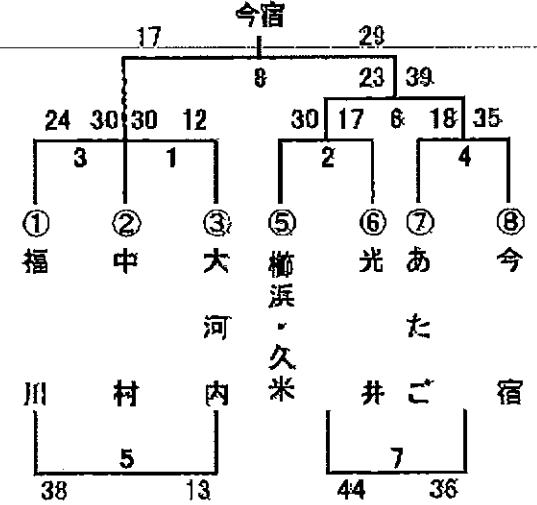 今宿
17 29
8 23 39
24 30 30 12 30 17 6 18 35
3 1 2 4
① ② ③ ⑤ ⑥ ⑦ ⑧
福川
中村
大河内
櫛浜・久米
光井
あたご
今宿
5 7
38 13 44 36